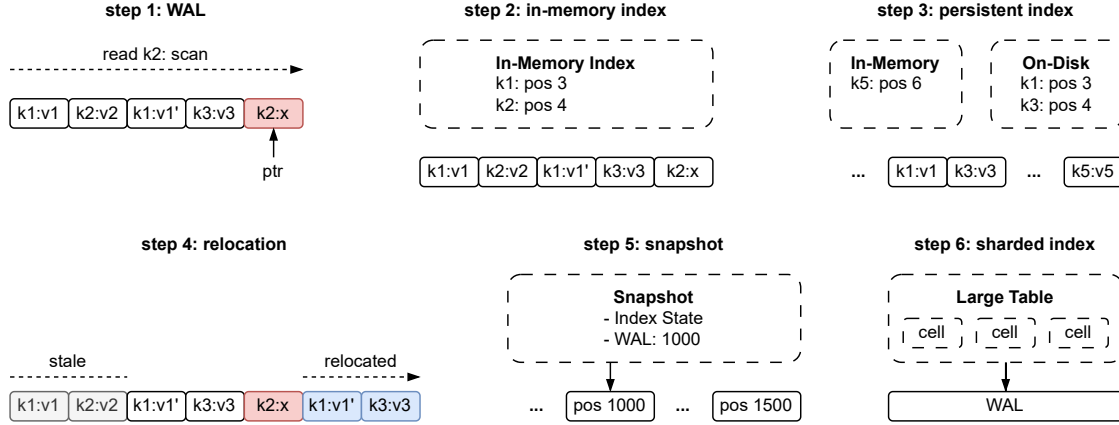 step 1: WAL
read k2: scan
k1:v1 k2:v2 k1:v1' k3:v3 k2:x
ptr
step 2: in-memory index
In-Memory Index
k1: pos 3
k2: pos 4
k1:v1 k2:v2 k1:v1' k3:v3 k2:x
step 3: persistent index
In-Memory
k5: pos 6
On-Disk
k1: pos 3
k3: pos 4
... k1:v1 k3:v3 ... k5:v5
step 4: relocation
stale
relocated
k1:v1 k2:v2 k1:v1' k3:v3 k2:x k1:v1' k3:v3
step 5: snapshot
Snapshot
- Index State
- WAL: 1000
... pos 1000 ... pos 1500
step 6: sharded index
Large Table
cell cell cell
WAL